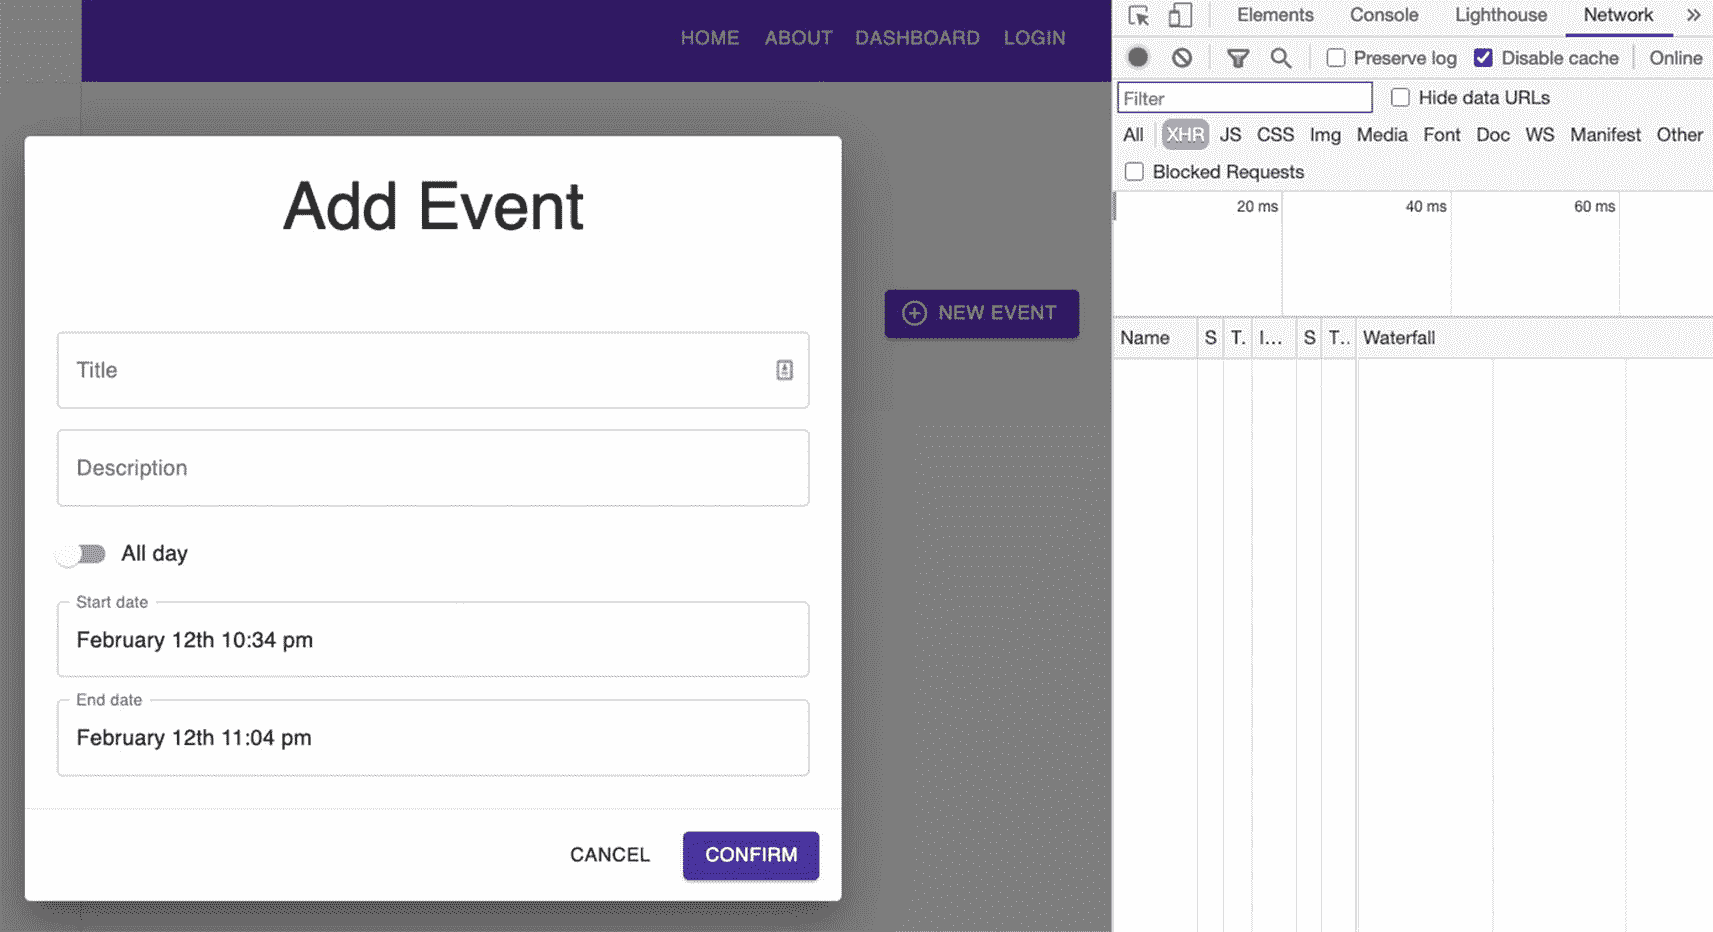 HOME ABOUT DASHBOARD LOGIN
Add Event
NEW EVENT
Title
Description
All day
Start date
February 12th 10:34 pm
End date
February 12th 11:04 pm
CANCEL CONFIRM
Elements Console Lighthouse Network »
Preserve log Disable cache Online
Filter Hide data URLs
All XHR JS CSS Img Media Font Doc WS Manifest Other
Blocked Requests
20 ms 40 ms 60 ms
Name S T. I... S T.. Waterfall